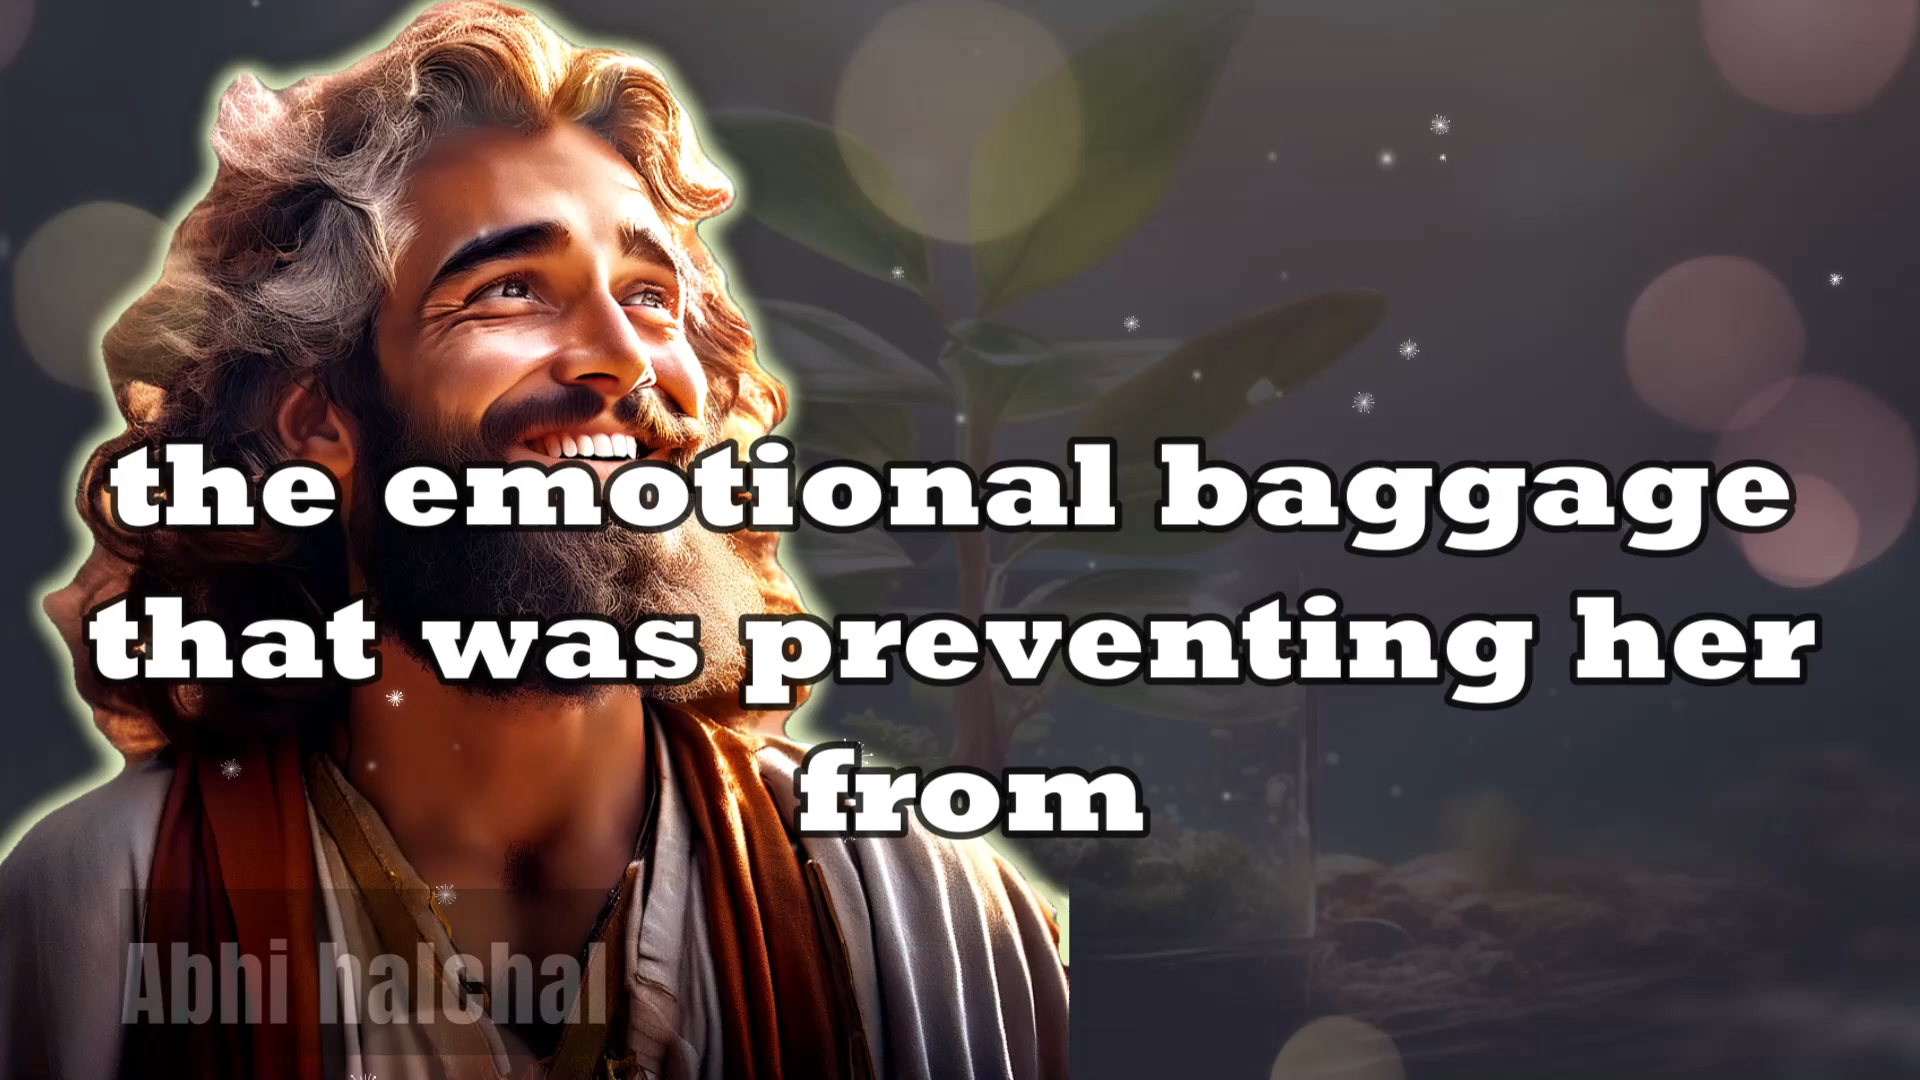 the emotional baggage
that was preventing her
from
Abhi halchal